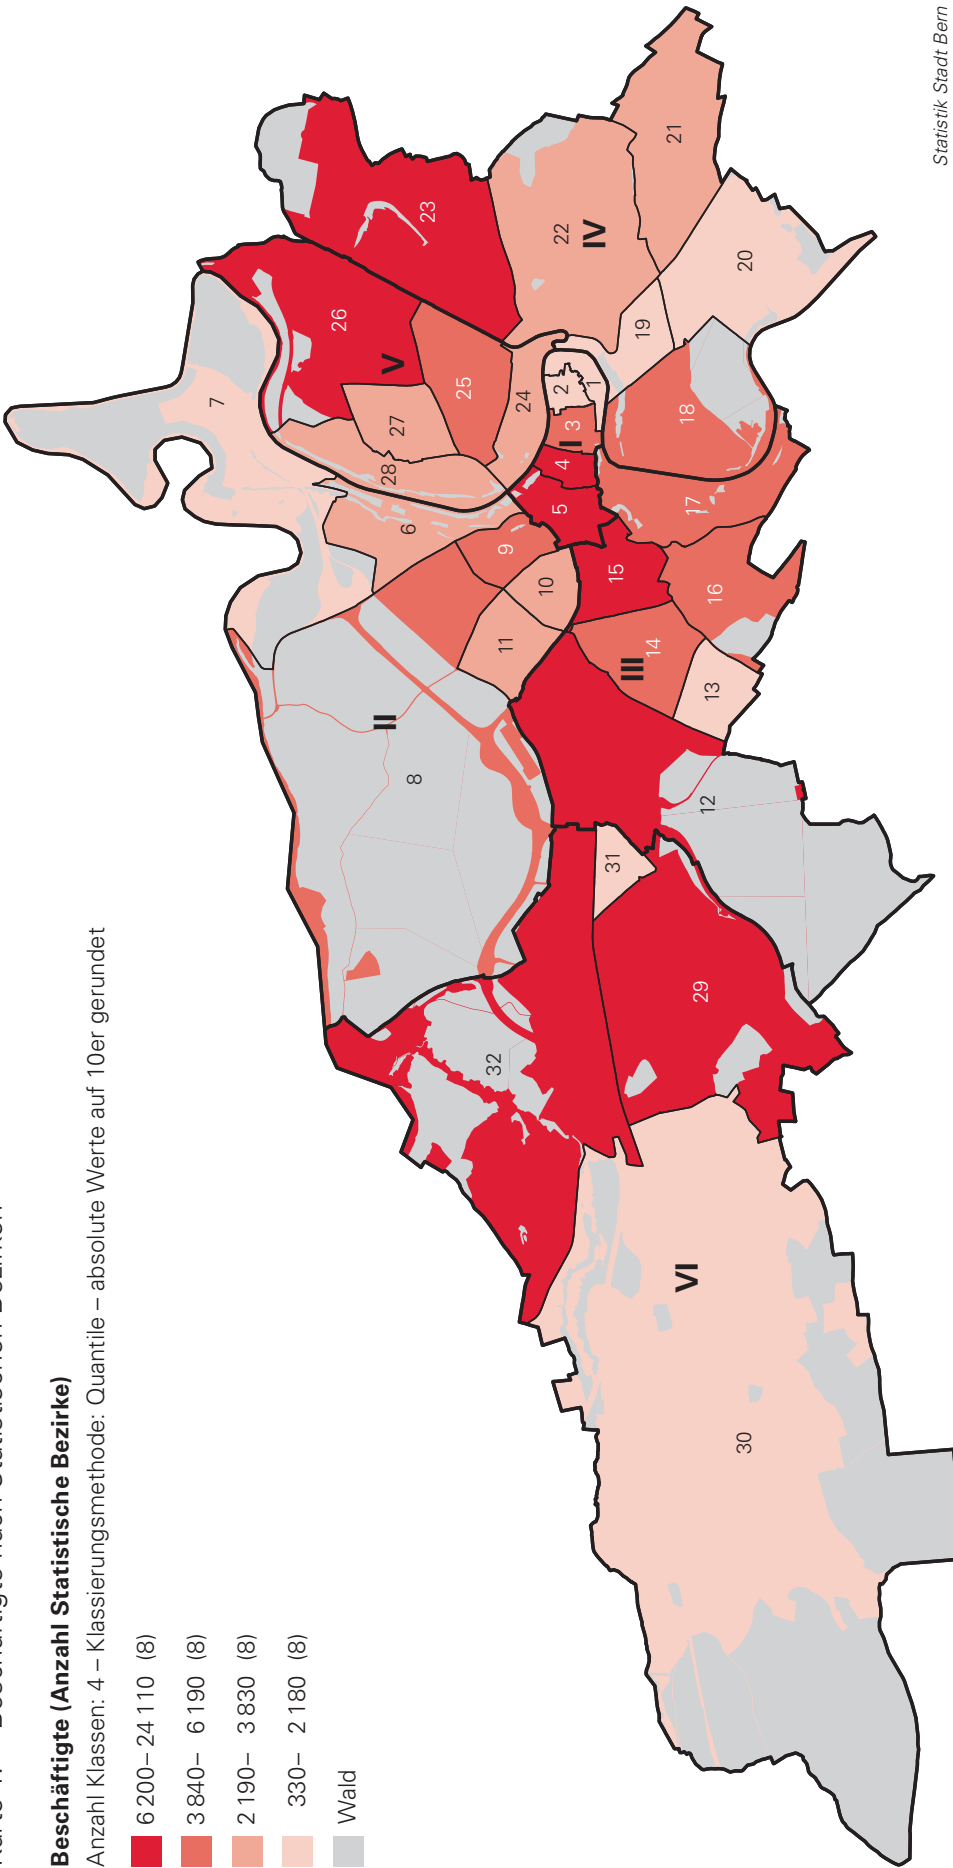 Karte Beschäftigte nach Statistischen Bezirken
Beschäftigte (Anzahl Statistische Bezirke)
Anzahl Klassen: 4 – Klassierungsmethode: Quantile – absolute Werte auf 10er gerundet
6 200– 24 110 (8)
3 840– 6 190 (8)
2 190– 3 830 (8)
330– 2 180 (8)
Wald
7
26
II
28
V
27
6
8
23
25
32
9
11
24
10
5
4
2
22
I
3
1
IV
31
15
III
19
14
21
VI
18
17
29
12
13
16
30
20
Statistik Stadt Bern